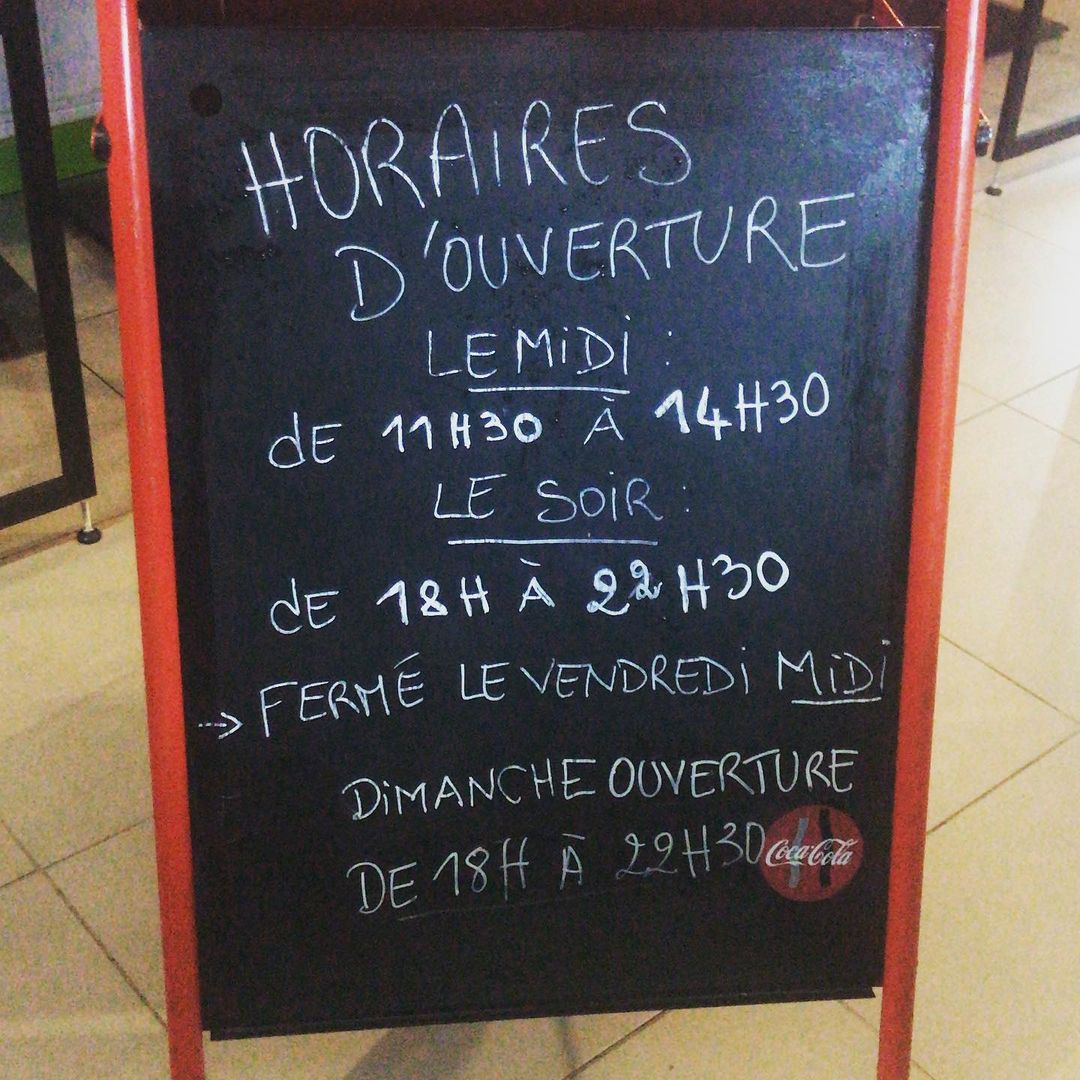 HORAIRES
D'OUVERTURE
LE MIDI :
dE 11H30 À 14H30
LE SOIR :
dE 18H À 22H30
→ FERMÉ LE VENDREDI MIDI
DIMANCHE OUVERTURE
DE 18H À 22H30
Coca-Cola